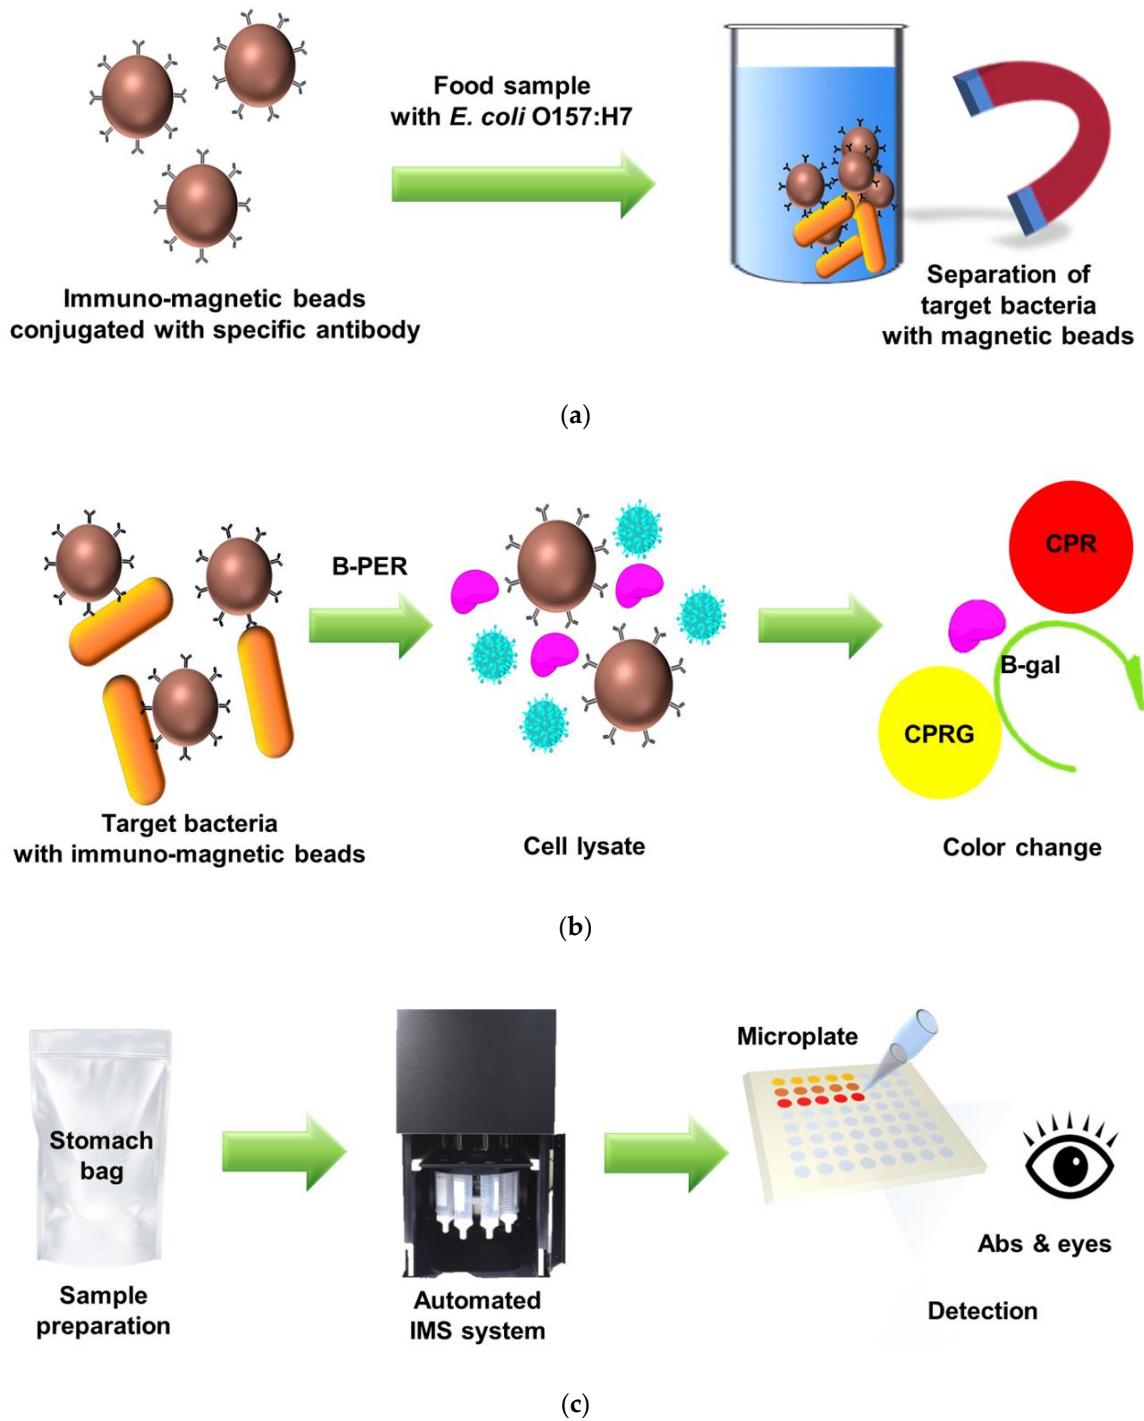 Food sample
with E. coli O157:H7
Immuno-magnetic beads
conjugated with specific antibody
Separation of
target bacteria
with magnetic beads
(a)
B-PER
CPR
B-gal
CPRG
Target bacteria
with immuno-magnetic beads
Cell lysate
Color change
(b)
Stomach
bag
Microplate
Abs & eyes
Sample
preparation
Automated
IMS system
Detection
(c)